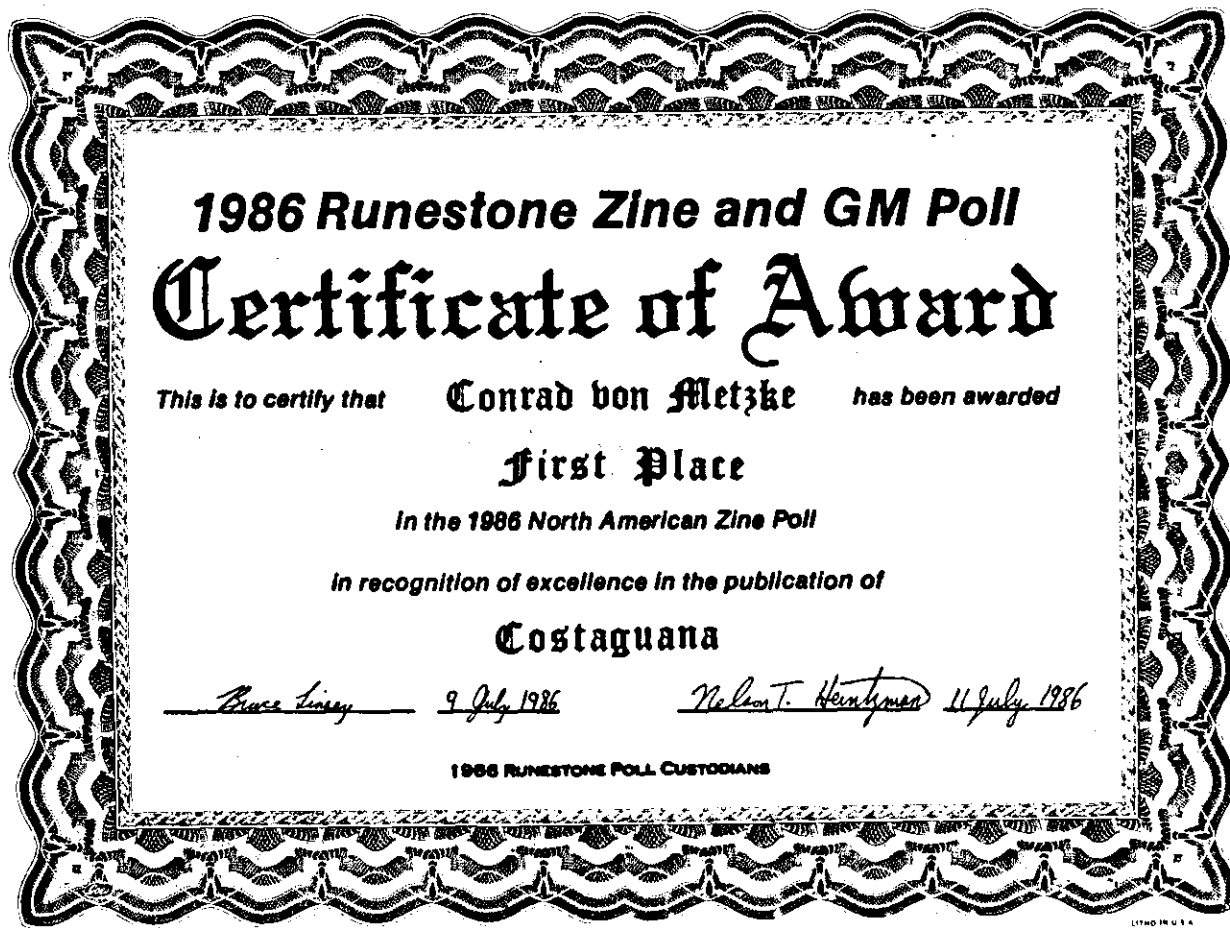 1986 Runestone Zine and GM Poll
Certificate of Award
This is to certify that Conrad von Metzke has been awarded
First Place
in the 1986 North American Zine Poll
in recognition of excellence in the publication of
Costaguana
Bruce Linsey 9 July 1986 Nelson T. Heintzman 11 July 1986
1986 RUNESTONE POLL CUSTODIANS
LITHO IN U S A